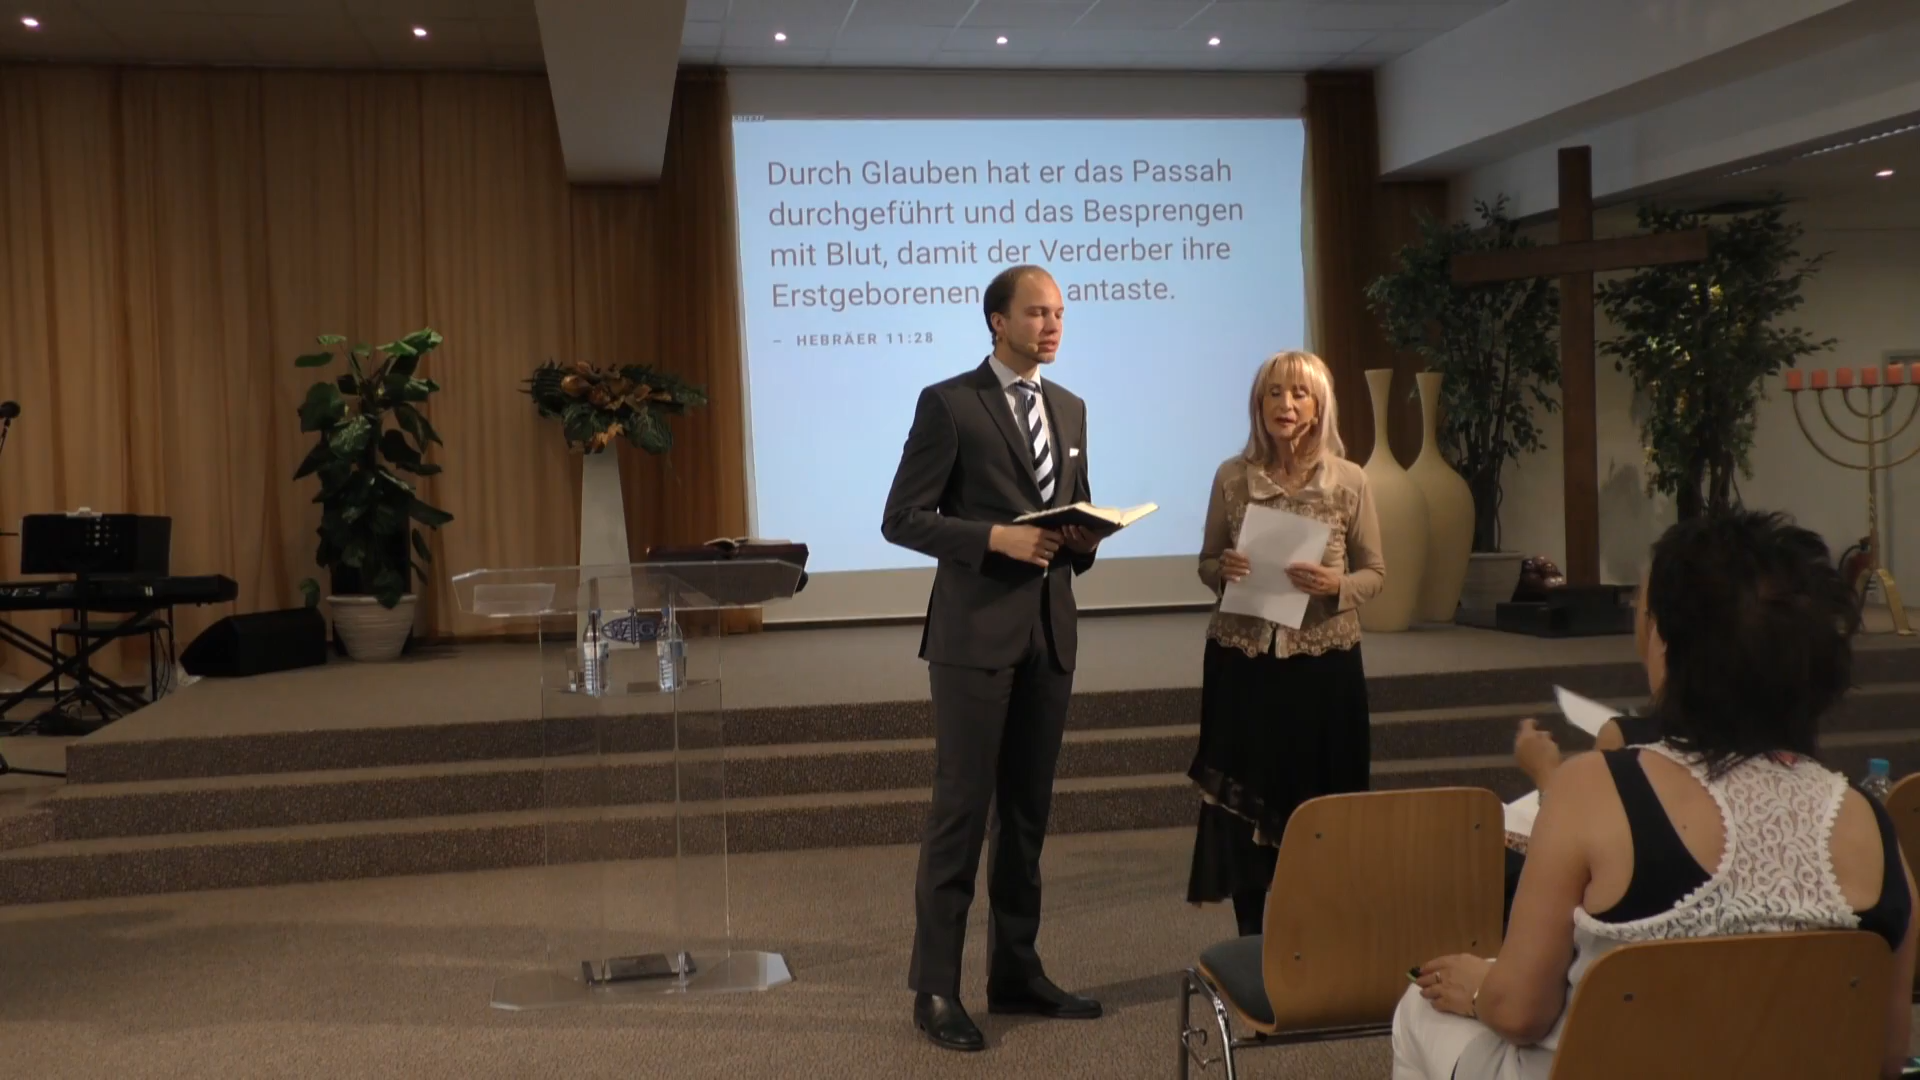 Durch Glauben hat er das Passah
durchgeführt und das Besprengen
mit Blut, damit der Verderber ihre
Erstgeborenen antaste.
– HEBRÄER 11:28